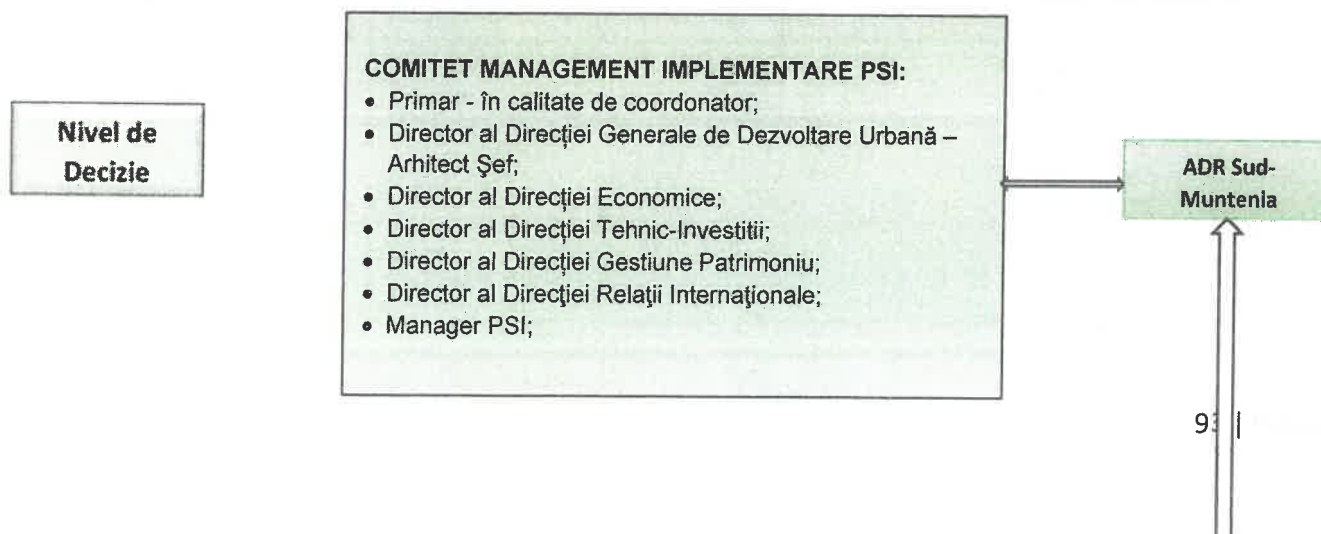 COMITET MANAGEMENT IMPLEMENTARE PSI:
• Primar - în calitate de coordonator;
• Director al Direcției Generale de Dezvoltare Urbană –
Arhitect Şef;
• Director al Direcției Economice;
• Director al Direcției Tehnic-Investitii;
• Director al Direcției Gestiune Patrimoniu;
• Director al Direcţiei Relaţii Internaţionale;
• Manager PSI;
Nivel de
Decizie
ADR Sud-
Muntenia